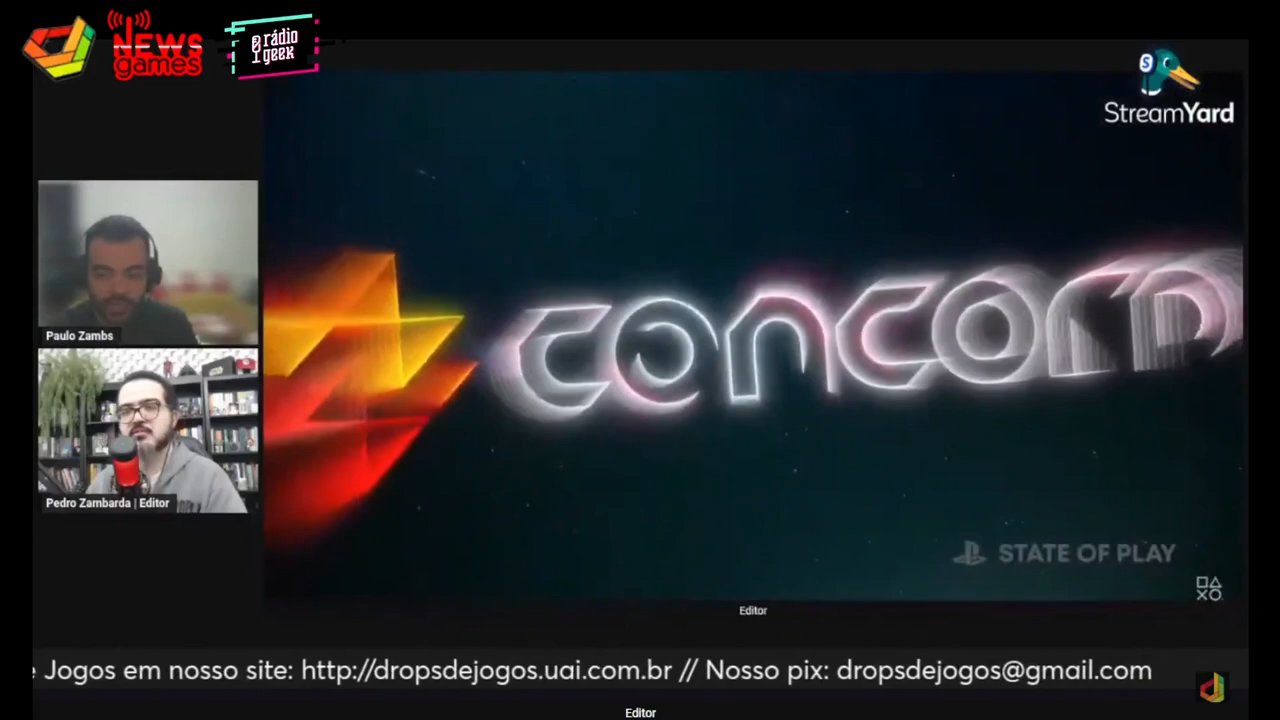 NEWS
games
rádio
geek
StreamYard
Paulo Zambs
CONCORD
Pedro Zambarda | Editor
STATE OF PLAY
Editor
Jogos em nosso site: http://dropsdejogos.uai.com.br // Nosso pix: dropsdejogos@gmail.com
Editor